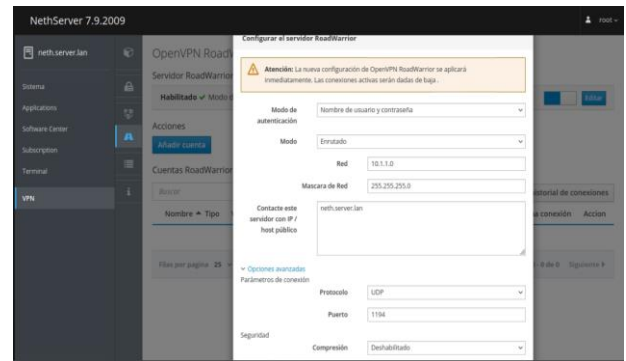 NethServer 7.9.2009
root
neth.server.lan
Sistema
Applications
Software Center
Subscription
Terminal
VPN
OpenVPN RoadW
Servidor RoadWarrior
Habilitado ✔ Modo d
Editar
Acciones
Añadir cuenta
Cuentas RoadWarrior
Buscar
Historial de conexiones
Nombre Tipo
a conexión Accion
Filas por pagina 25
0 de 0 Siguiente
Configurar el servidor RoadWarrior
Atención: La nueva configuración de OpenVPN RoadWarrior se aplicará
inmediatamente. Las conexiones activas serán dadas de baja .
Modo de
autenticación
Nombre de usuario y contraseña
Modo
Enrutado
Red
10.1.1.0
Mascara de Red
255.255.255.0
Contacte este
servidor con IP /
host público
neth.server.lan
Opciones avanzadas
Parámetros de conexión
Protocolo
UDP
Puerto
1194
Seguridad
Compresión
Deshabilitado